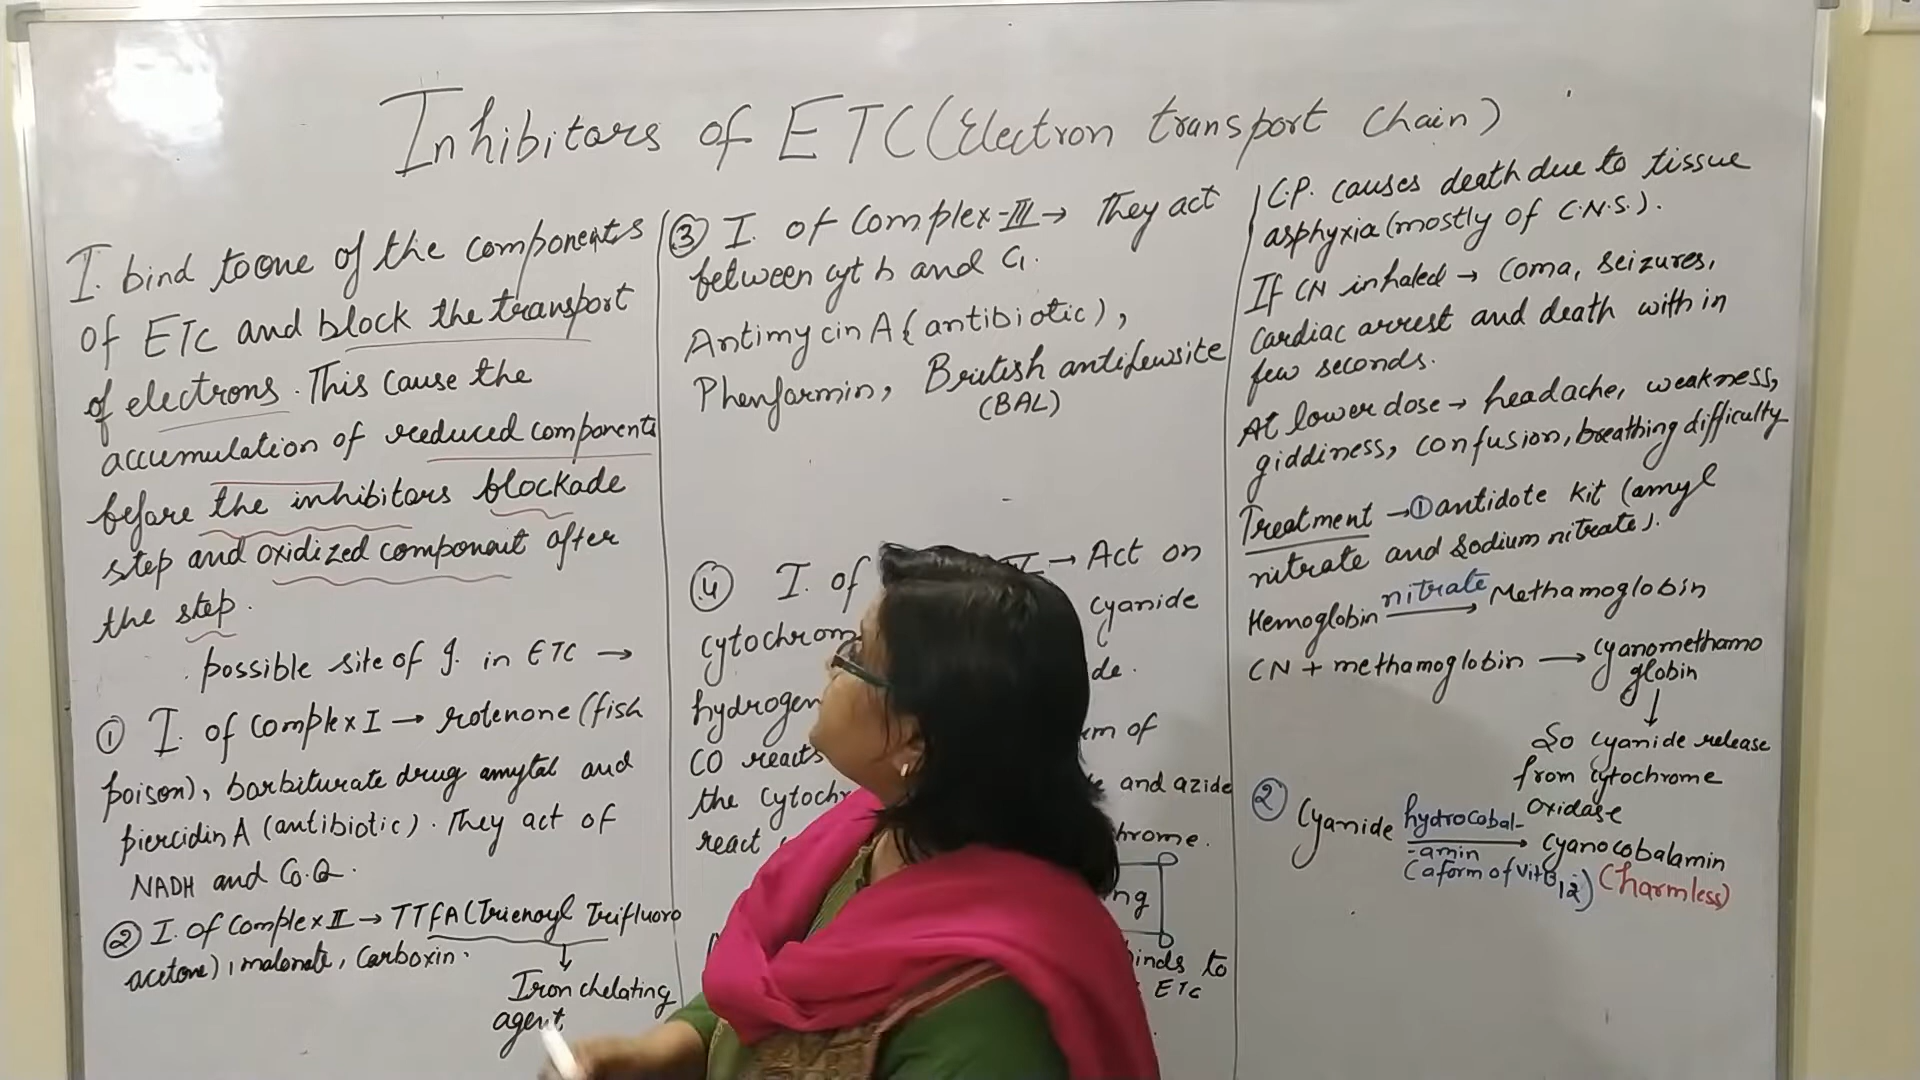 Inhibitors of ETC (Electron transport Chain)
I. bind to one of the components
of ETC and block the transport
of electrons. This cause the
accumulation of reduced components
before the inhibitors blockade
step and oxidized component after
the step.
possible site of I. in ETC →
① I. of Complex I → rotenone (fish
poison), barbiturate drug amytal and
piercidin A (antibiotic). They act of
NADH and Co.Q.
② I. of Complex II → TTFA (Trienoyl Trifluoro
acetone), malonate, Carboxin.
↓
Iron chelating
agent
③ I. of Complex-III → They act
between cyt b and C1.
Antimycin A (antibiotic),
Phenformin, British antilewsite
(BAL)
④ I. of → Act on
cyanide
hydrogen de.
CO reacts of
the and azide
react
to
ETC
C.P. causes death due to tissue
asphyxia (mostly of C.N.S.).
If CN inhaled → Coma, seizures,
Cardiac arrest and death with in
few seconds.
At lower dose → headache, weakness,
giddiness, confusion, breathing difficulty
Treatment → ① antidote kit (amyl
nitrate and Sodium nitrate).
Hemoglobin nitrate → Methamoglobin
CN + methamoglobin → Cyanomethamo
globin
↓
So cyanide release
from cytochrome
oxidase
② Cyanide hydrocobal-
-amin → cyanocobalamin
(a form of Vit B12) (harmless)